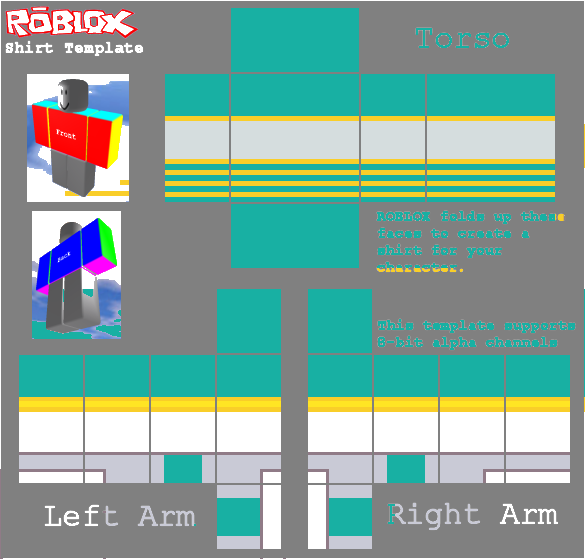 RŌBLOX
Shirt Template
Torso
Front
ROBLOX folds up these
faces to create a
shirt for your
character.
Back
This template supports
8-bit alpha channels
Left Arm
Right Arm